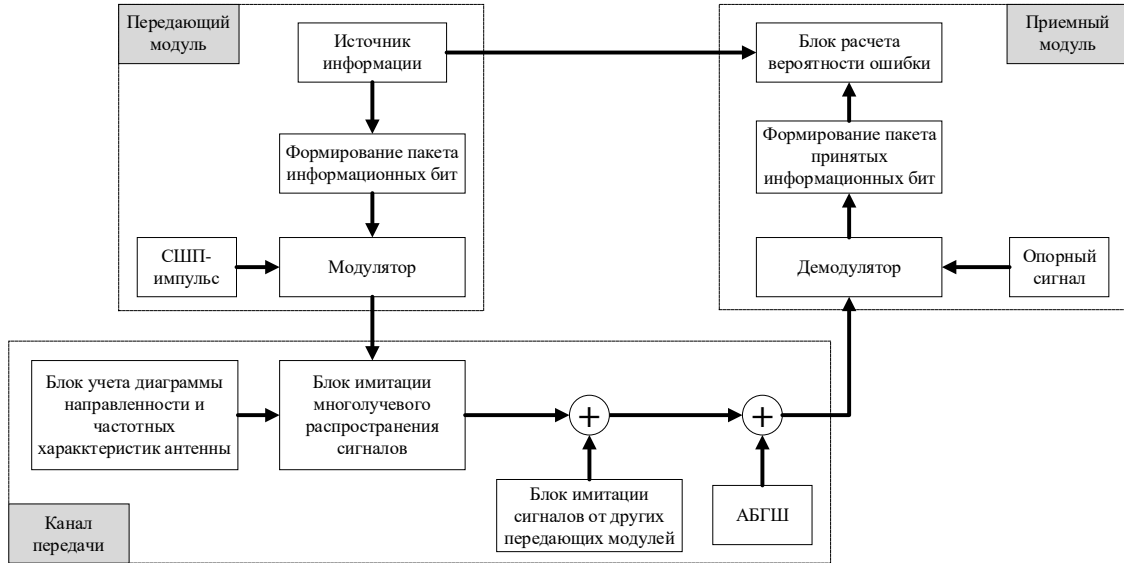 Передающий
модуль
Источник
информации
Формирование пакета
информационных бит
СШП-
импульс
Модулятор
Блок расчета
вероятности ошибки
Приемный
модуль
Формирование пакета
принятых
информационных бит
Демодулятор
Опорный
сигнал
Блок учета диаграммы
направленности и
частотных
харакктеристик антенны
Блок имитации
многолучевого
распространения
сигналов
+
+
Блок имитации
сигналов от других
передающих модулей
АБГШ
Канал
передачи